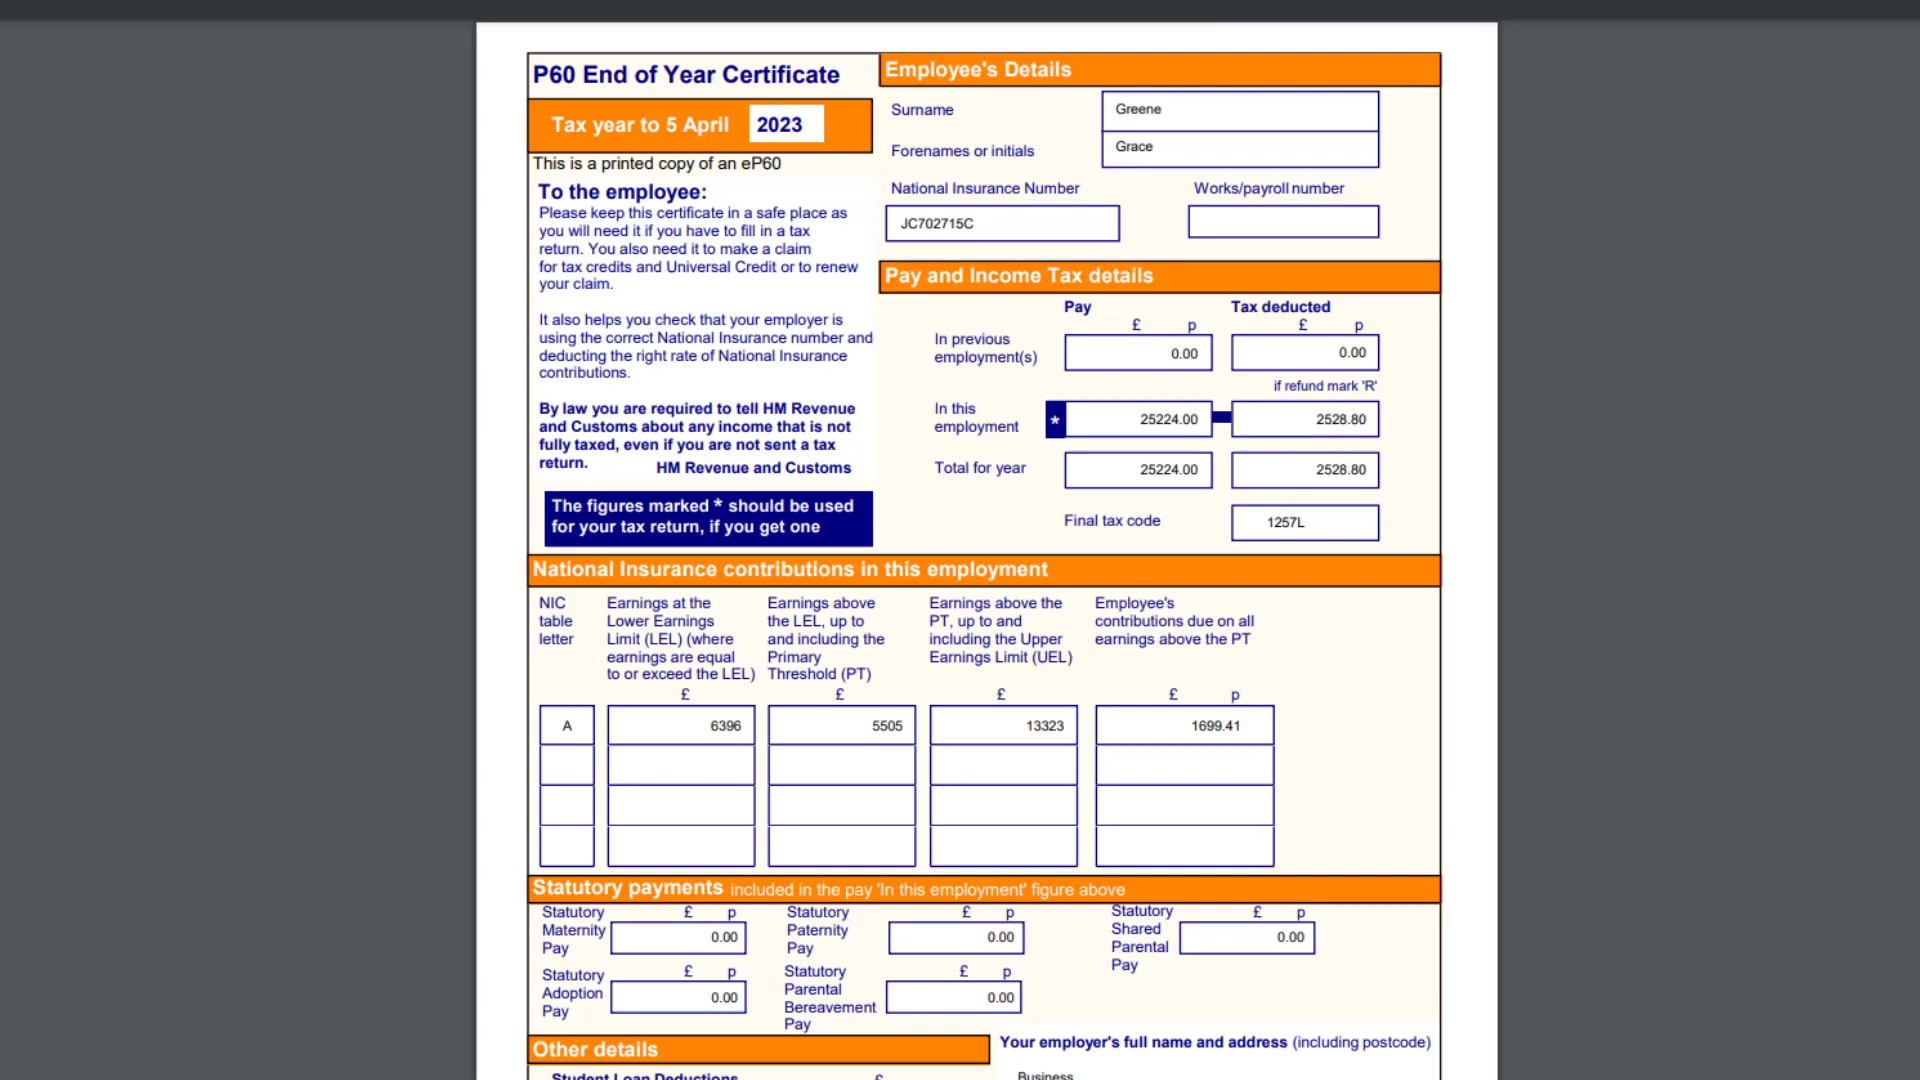 P60 End of Year Certificate
Tax year to 5 April 2023
This is a printed copy of an eP60
To the employee:
Please keep this certificate in a safe place as
you will need it if you have to fill in a tax
return. You also need it to make a claim
for tax credits and Universal Credit or to renew
your claim.
It also helps you check that your employer is
using the correct National Insurance number and
deducting the right rate of National Insurance
contributions.
By law you are required to tell HM Revenue
and Customs about any income that is not
fully taxed, even if you are not sent a tax
return. HM Revenue and Customs
The figures marked * should be used
for your tax return, if you get one
Employee's Details
Surname Greene
Forenames or initials Grace
National Insurance Number Works/payroll number
JC702715C
Pay and Income Tax details
Pay Tax deducted
£ p £ p
In previous
employment(s) 0.00 0.00
if refund mark 'R'
In this
employment * 25224.00 2528.80
Total for year 25224.00 2528.80
Final tax code 1257L
National Insurance contributions in this employment
NIC
table
letter
Earnings at the
Lower Earnings
Limit (LEL) (where
earnings are equal
to or exceed the LEL)
Earnings above
the LEL, up to
and including the
Primary
Threshold (PT)
Earnings above the
PT, up to and
including the Upper
Earnings Limit (UEL)
Employee's
contributions due on all
earnings above the PT
£ £ £ £ p
A 6396 5505 13323 1699.41
Statutory payments included in the pay 'In this employment' figure above
Statutory
Maternity
Pay
£ p
0.00
Statutory
Paternity
Pay
£ p
0.00
Statutory
Shared
Parental
Pay
£ p
0.00
Statutory
Adoption
Pay
£ p
0.00
Statutory
Parental
Bereavement
Pay
£ p
0.00
Other details
Student Loan Deductions £
Your employer's full name and address (including postcode)
Business